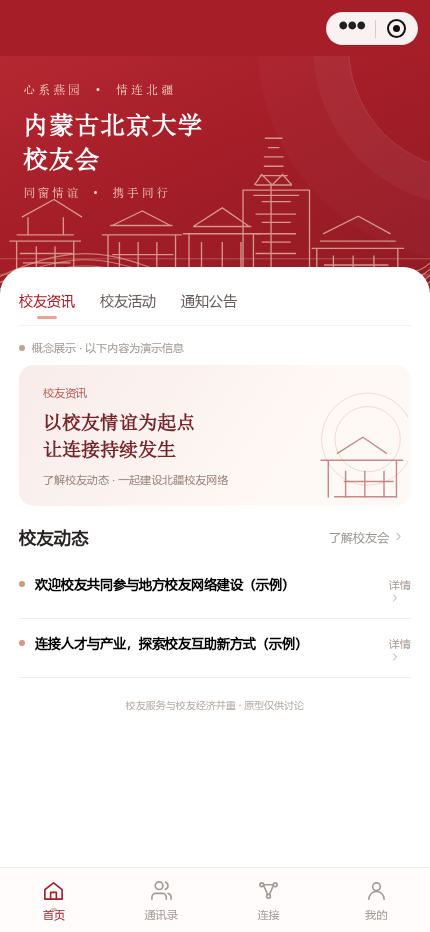 心系燕园 • 情连北疆
内蒙古北京大学
校友会
同窗情谊 • 携手同行
校友资讯 校友活动 通知公告
概念展示 · 以下内容为演示信息
校友资讯
以校友情谊为起点
让连接持续发生
了解校友动态 · 一起建设北疆校友网络
校友动态 了解校友会
欢迎校友共同参与地方校友网络建设（示例） 详情
连接人才与产业，探索校友互助新方式（示例） 详情
校友服务与校友经济并重 · 原型仅供讨论
首页 通讯录 连接 我的